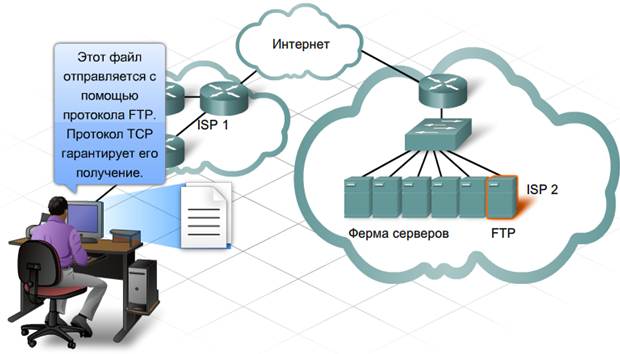 Этот файл
отправляется с
помощью
протокола FTP.
Протокол TCP
гарантирует его
получение.
Интернет
ISP 1
ISP 2
Ферма серверов
FTP